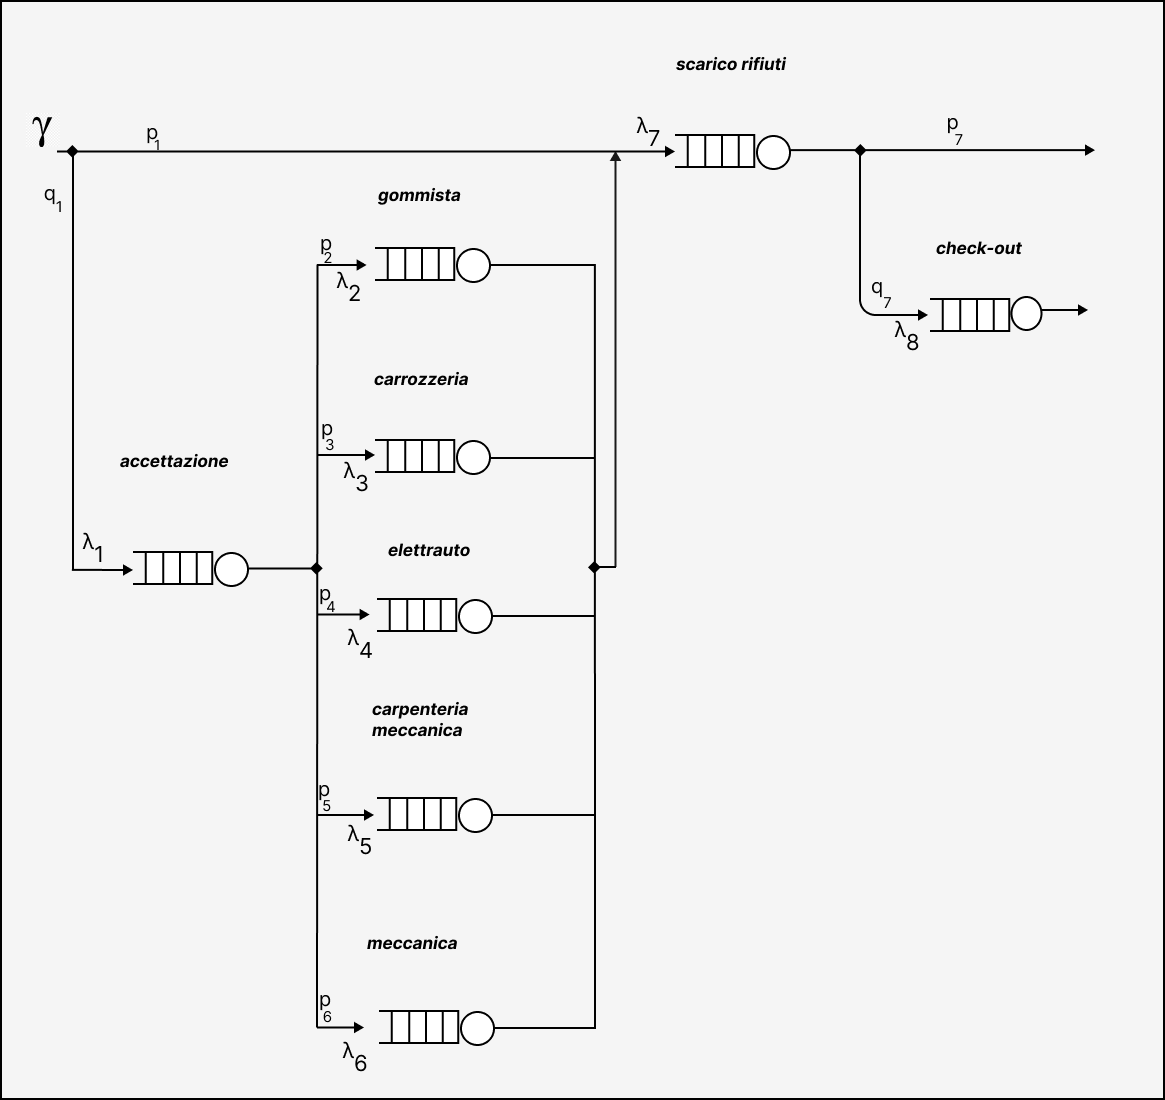 scarico rifiuti
γ
p1
λ7
p7
q1
gommista
p2
λ2
check-out
q7
λ8
carrozzeria
p3
λ3
accettazione
λ1
elettrauto
p4
λ4
carpenteria
meccanica
p5
λ5
meccanica
p6
λ6